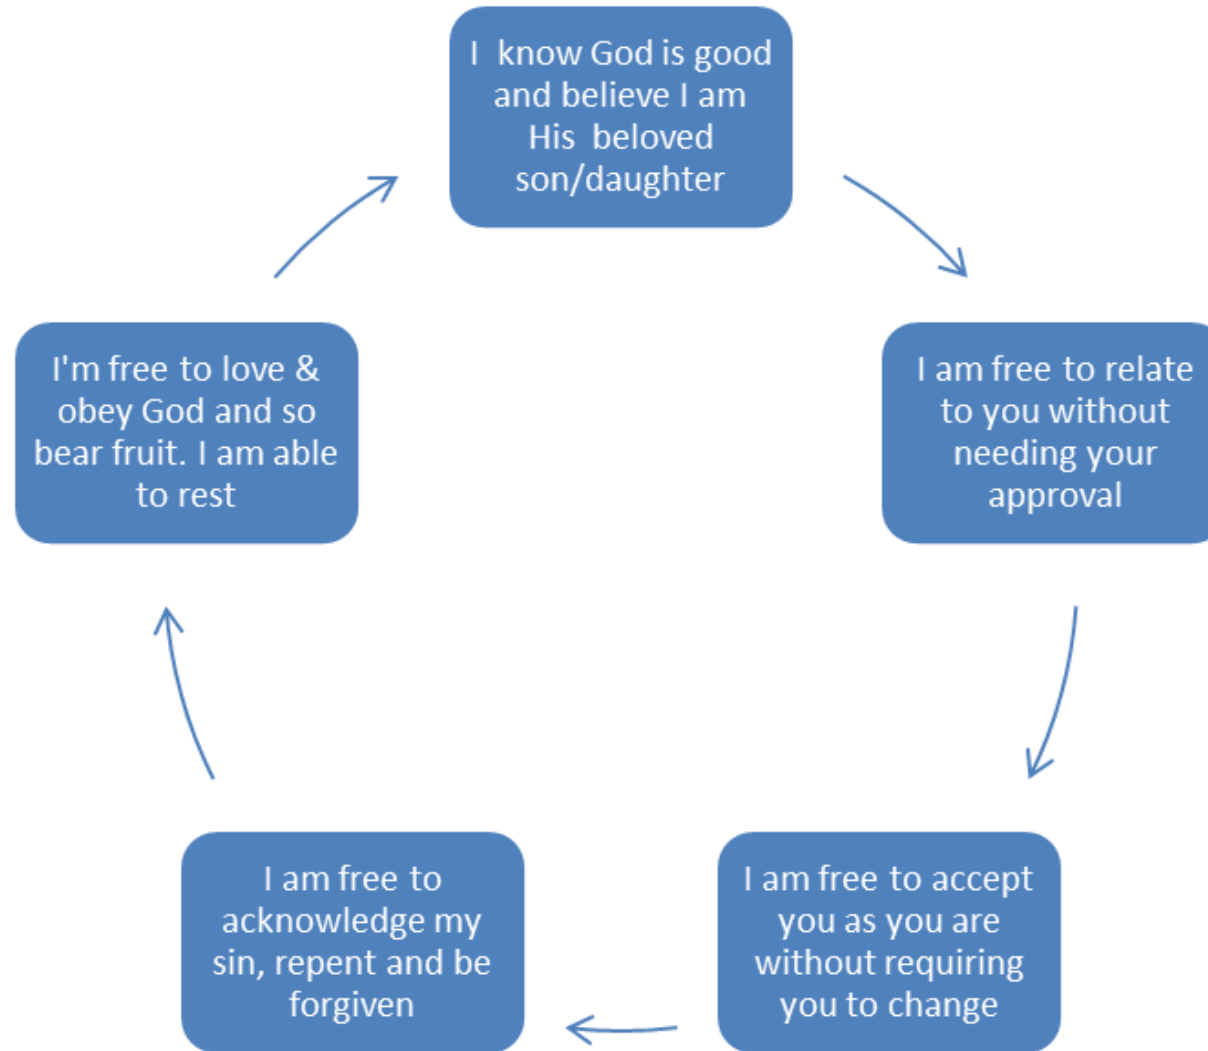 I know God is good
and believe I am
His beloved
son/daughter
I am free to relate
to you without
needing your
approval
I am free to accept
you as you are
without requiring
you to change
I am free to
acknowledge my
sin, repent and be
forgiven
I'm free to love &
obey God and so
bear fruit. I am able
to rest